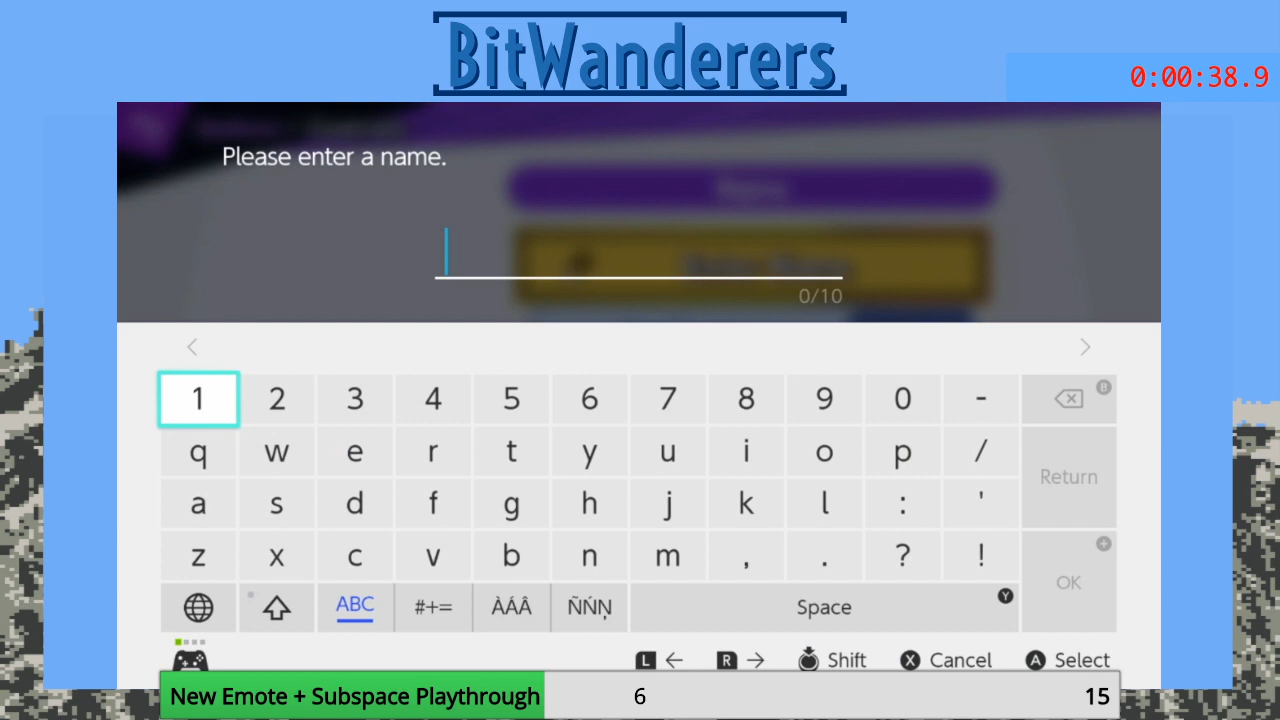 BitWanderers
0:00:38.9
Please enter a name.
0/10
1 2 3 4 5 6 7 8 9 0 -
q w e r t y u i o p /
Return
a s d f g h j k l : '
z x c v b n m , . ? !
OK
ABC #+= ÀÁÂ ÑŃŅ Space
L ← R → Shift X Cancel A Select
New Emote + Subspace Playthrough 6 15